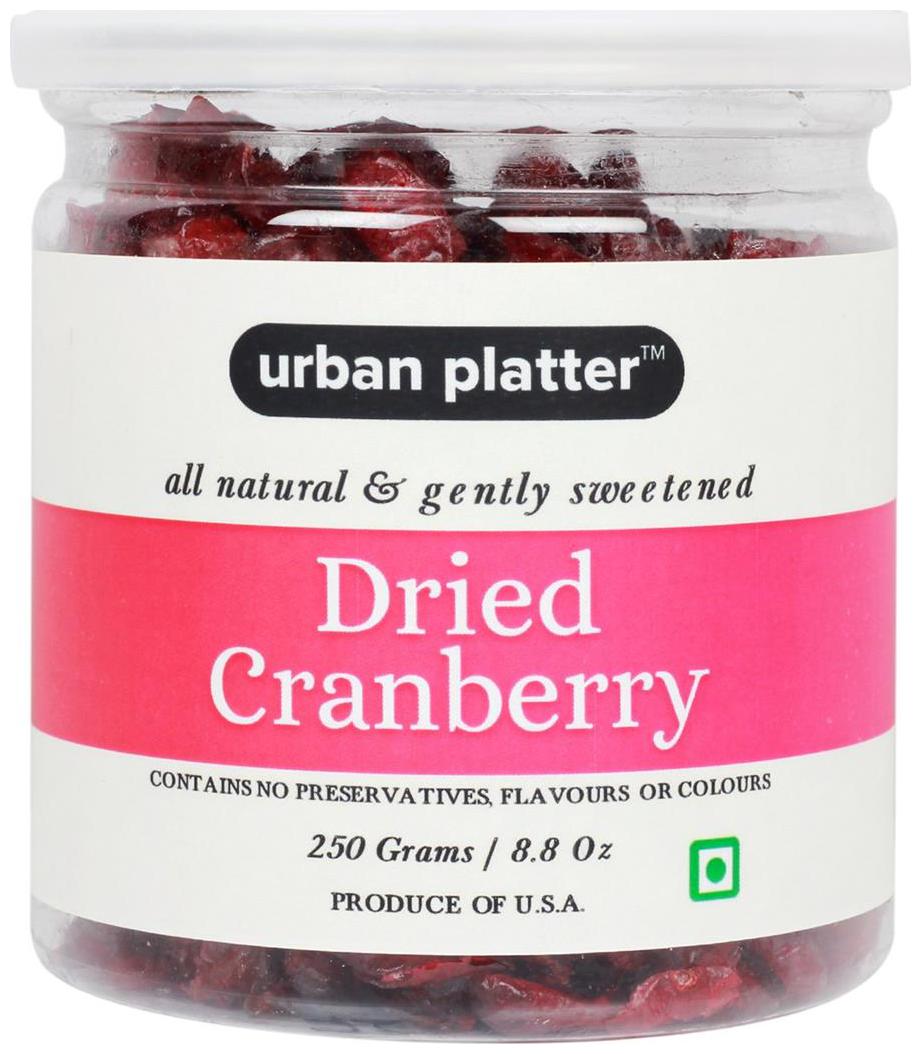 urban platter™
all natural & gently sweetened
Dried
Cranberry
CONTAINS NO PRESERVATIVES, FLAVOURS OR COLOURS
250 Grams / 8.8 Oz
PRODUCE OF U.S.A.